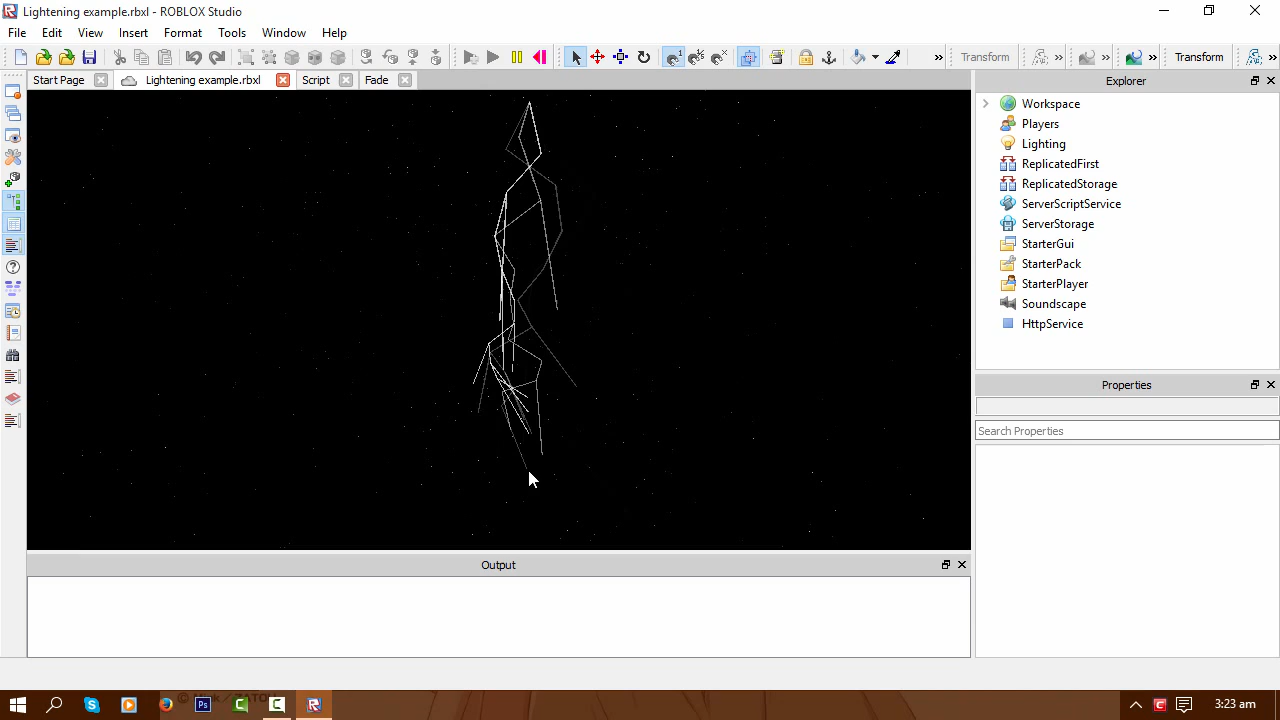 Lightening example.rbxl - ROBLOX Studio
File Edit View Insert Format Tools Window Help
Transform Transform
Start Page Lightening example.rbxl Script Fade
Explorer
Workspace
Players
Lighting
ReplicatedFirst
ReplicatedStorage
ServerScriptService
ServerStorage
StarterGui
StarterPack
StarterPlayer
Soundscape
HttpService
Properties
Search Properties
Output
Ps
3:23 am